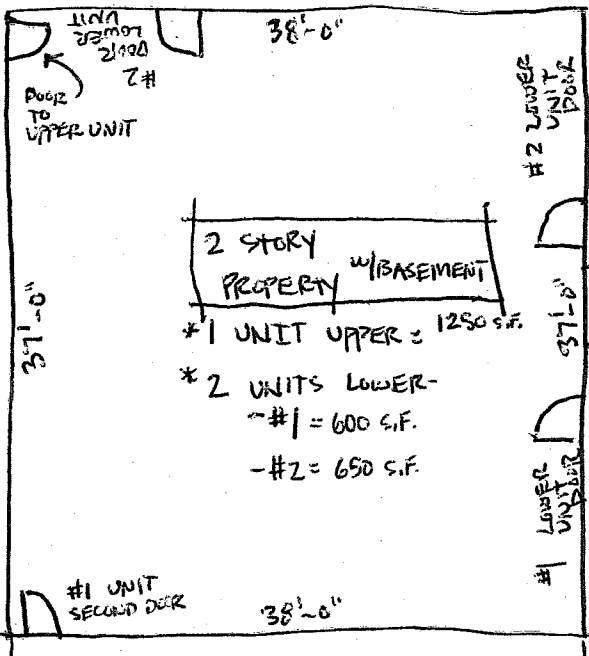 38'-0"
#2
DOOR
LOWER
UNIT
DOOR
TO
UPPER UNIT
#2 LOWER
UNIT
DOOR
2 STORY
PROPERTY w/BASEMENT
37'-0"
37'-0"
*1 UNIT UPPER = 1250 S.F.
* 2 UNITS LOWER-
-#1 = 600 S.F.
-#2 = 650 S.F.
#1 LOWER
UNIT
DOOR
#1 UNIT
SECOND DOOR
38'-0"